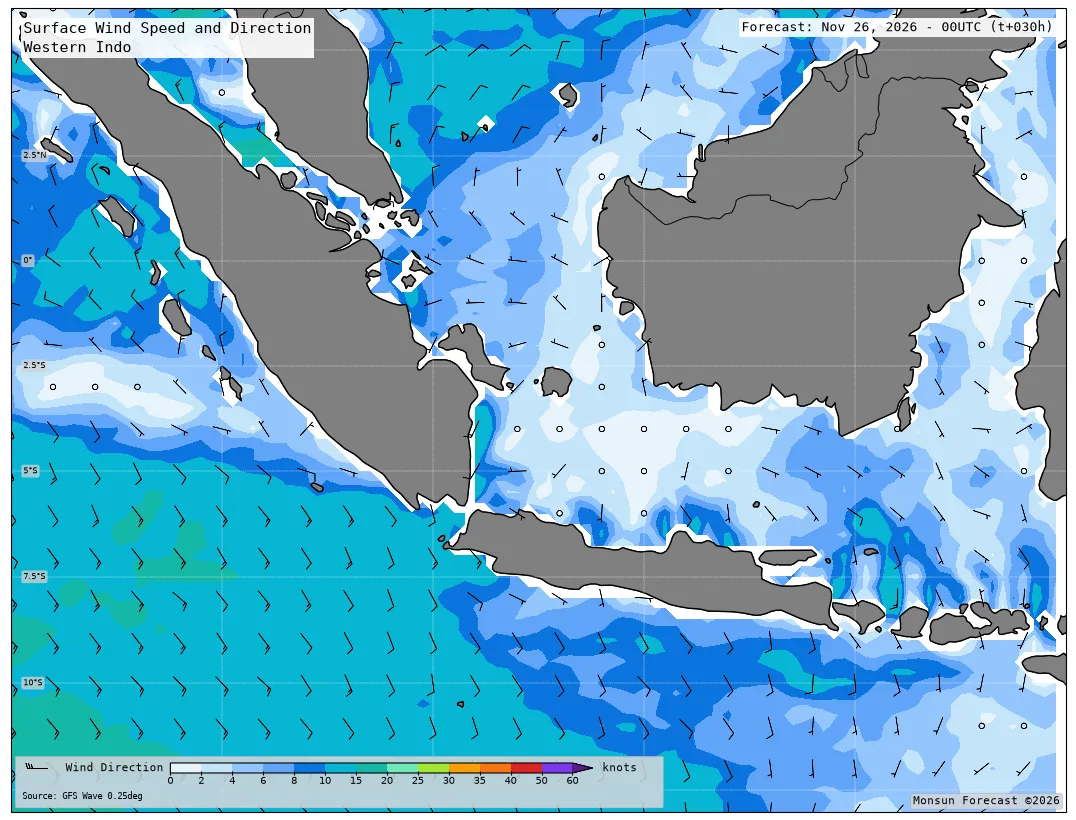 Surface Wind Speed and Direction
Western Indo
Forecast: Nov 26, 2026 - 00UTC (t+030h)
2.5°N
0°
2.5°S
5°S
7.5°S
10°S
Wind Direction
0 2 4 6 8 10 15 20 25 30 35 40 50 60
knots
Source: GFS Wave 0.25deg
Monsun Forecast ©2026